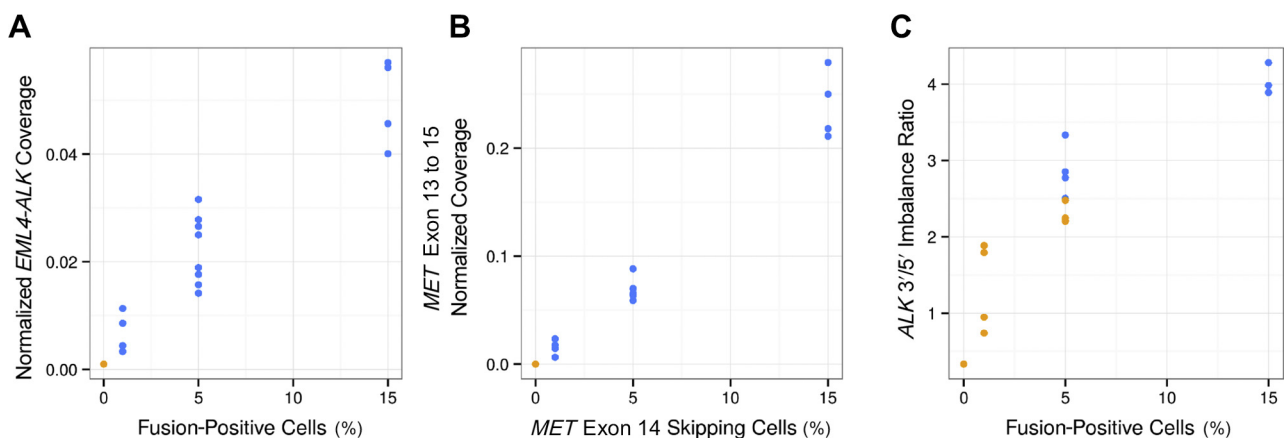 A
Normalized EML4-ALK Coverage
0.04
0.02
0.00
0
5
10
15
Fusion-Positive Cells (%)
B
MET Exon 13 to 15
Normalized Coverage
0.2
0.1
0.0
0
5
10
15
MET Exon 14 Skipping Cells (%)
C
ALK 3′/5′ Imbalance Ratio
4
3
2
1
0
5
10
15
Fusion-Positive Cells (%)